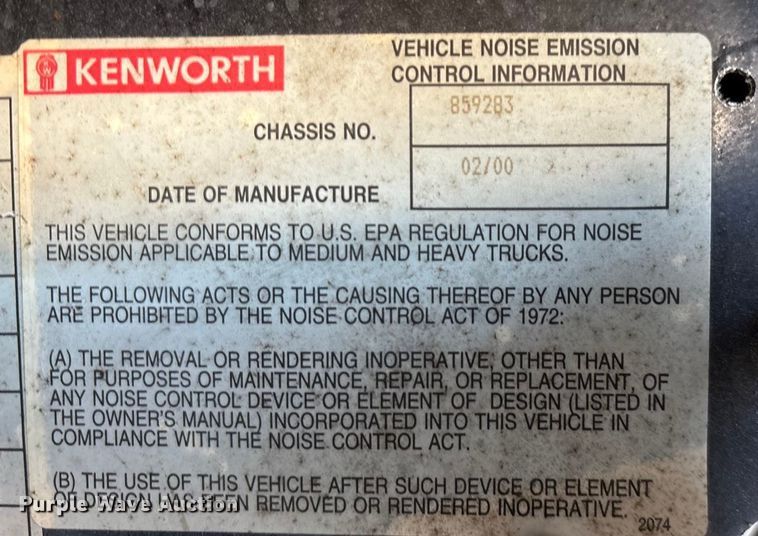 KENWORTH
VEHICLE NOISE EMISSION
CONTROL INFORMATION
CHASSIS NO. 859283
DATE OF MANUFACTURE 02/00
THIS VEHICLE CONFORMS TO U.S. EPA REGULATION FOR NOISE
EMISSION APPLICABLE TO MEDIUM AND HEAVY TRUCKS.
THE FOLLOWING ACTS OR THE CAUSING THEREOF BY ANY PERSON
ARE PROHIBITED BY THE NOISE CONTROL ACT OF 1972:
(A) THE REMOVAL OR RENDERING INOPERATIVE, OTHER THAN
FOR PURPOSES OF MAINTENANCE, REPAIR, OR REPLACEMENT, OF
ANY NOISE CONTROL DEVICE OR ELEMENT OF DESIGN (LISTED IN
THE OWNER'S MANUAL) INCORPORATED INTO THIS VEHICLE IN
COMPLIANCE WITH THE NOISE CONTROL ACT.
(B) THE USE OF THIS VEHICLE AFTER SUCH DEVICE OR ELEMENT
OF DESIGN HAS BEEN REMOVED OR RENDERED INOPERATIVE.
Purple Wave Auction
2074